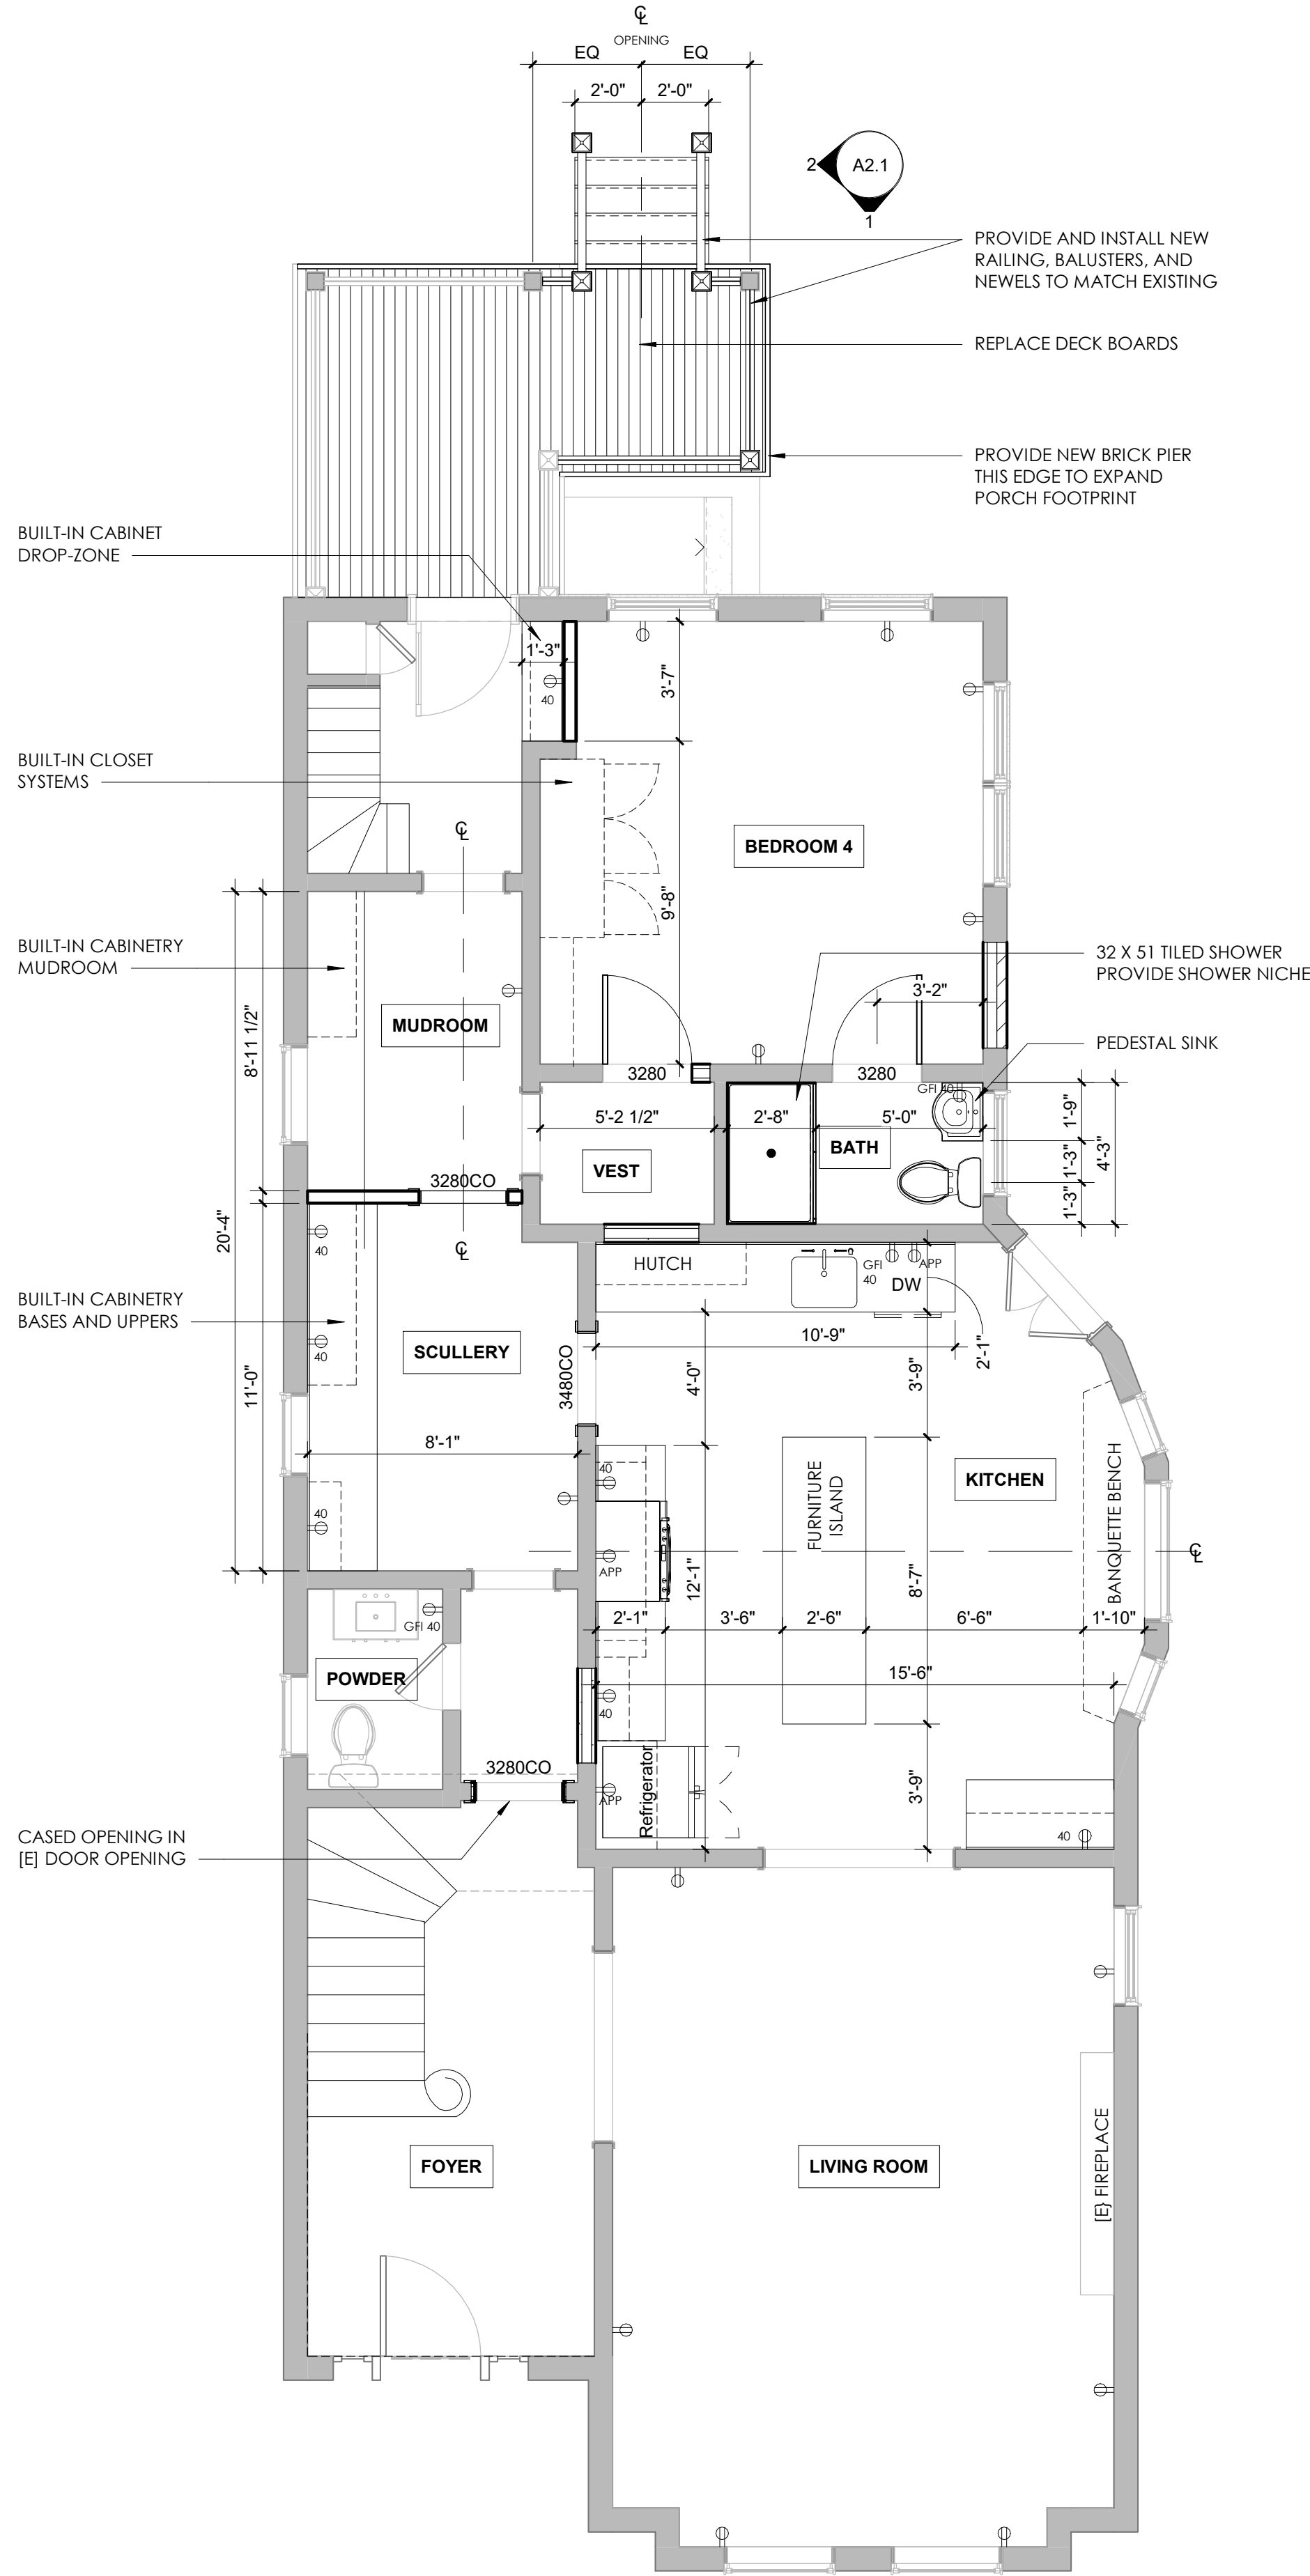 ℄
OPENING
EQ
EQ
2'-0"
2'-0"
2
A2.1
1
PROVIDE AND INSTALL NEW
RAILING, BALUSTERS, AND
NEWELS TO MATCH EXISTING
REPLACE DECK BOARDS
PROVIDE NEW BRICK PIER
THIS EDGE TO EXPAND
PORCH FOOTPRINT
BUILT-IN CABINET
DROP-ZONE
1'-3"
40
3'-7"
BUILT-IN CLOSET
SYSTEMS
℄
BEDROOM 4
9'-8"
BUILT-IN CABINETRY
MUDROOM
32 X 51 TILED SHOWER
PROVIDE SHOWER NICHE
3'-2"
MUDROOM
8'-11 1/2"
PEDESTAL SINK
3280
3280
GFI 40
5'-2 1/2"
2'-8"
5'-0"
1'-9"
4'-3"
1'-3"
1'-3"
BATH
VEST
3280CO
20'-4"
40
℄
HUTCH
GFI
40
APP
DW
BUILT-IN CABINETRY
BASES AND UPPERS
10'-9"
2'-1"
SCULLERY
40
3480CO
4'-0"
3'-9"
11'-0"
8'-1"
40
FURNITURE
ISLAND
KITCHEN
BANQUETTE BENCH
40
℄
APP
12'-1"
8'-7"
2'-1"
3'-6"
2'-6"
6'-6"
1'-10"
GFI 40
POWDER
15'-6"
40
3280CO
APP
Refrigerator
3'-9"
CASED OPENING IN
[E] DOOR OPENING
40
FOYER
LIVING ROOM
[E} FIREPLACE